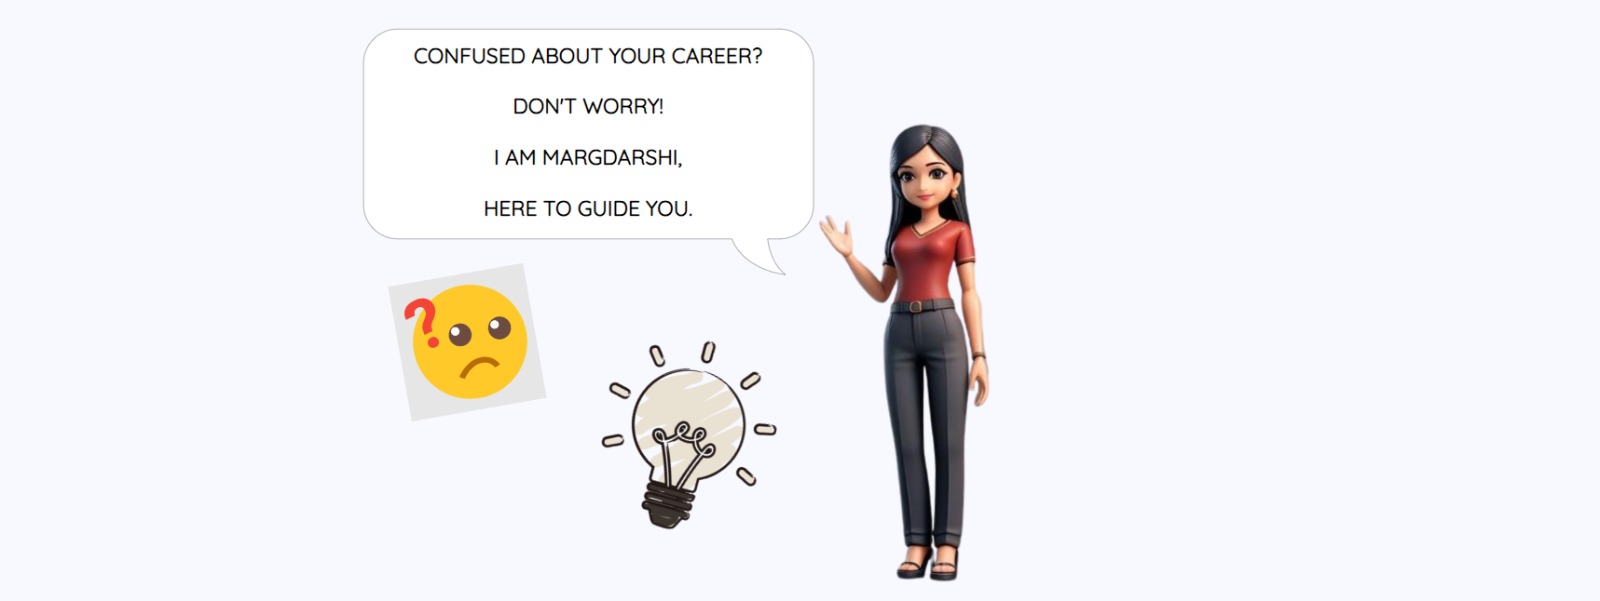 CONFUSED ABOUT YOUR CAREER?
DON'T WORRY!
I AM MARGDARSHI,
HERE TO GUIDE YOU.
?